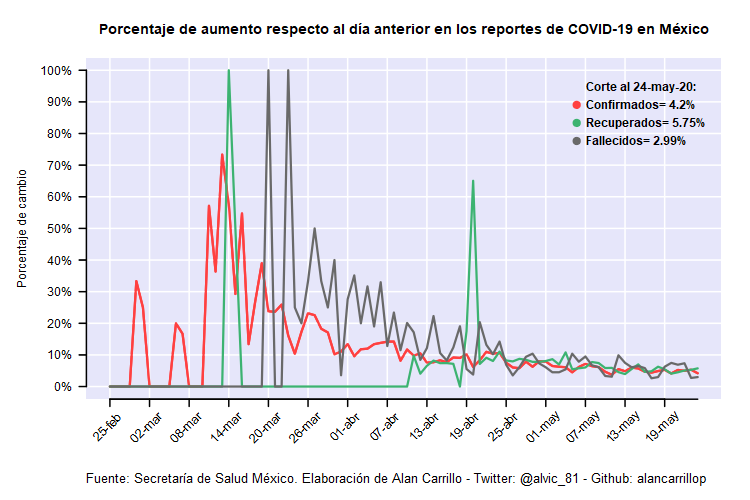 Porcentaje de aumento respecto al día anterior en los reportes de COVID-19 en México
Porcentaje de cambio
100%
90%
80%
70%
60%
50%
40%
30%
20%
10%
0%
Corte al 24-may-20:
Confirmados= 4.2%
Recuperados= 5.75%
Fallecidos= 2.99%
25-feb
02-mar
08-mar
14-mar
20-mar
26-mar
01-abr
07-abr
13-abr
19-abr
25-abr
01-may
07-may
13-may
19-may
Fuente: Secretaría de Salud México. Elaboración de Alan Carrillo - Twitter: @alvic_81 - Github: alancarrillop